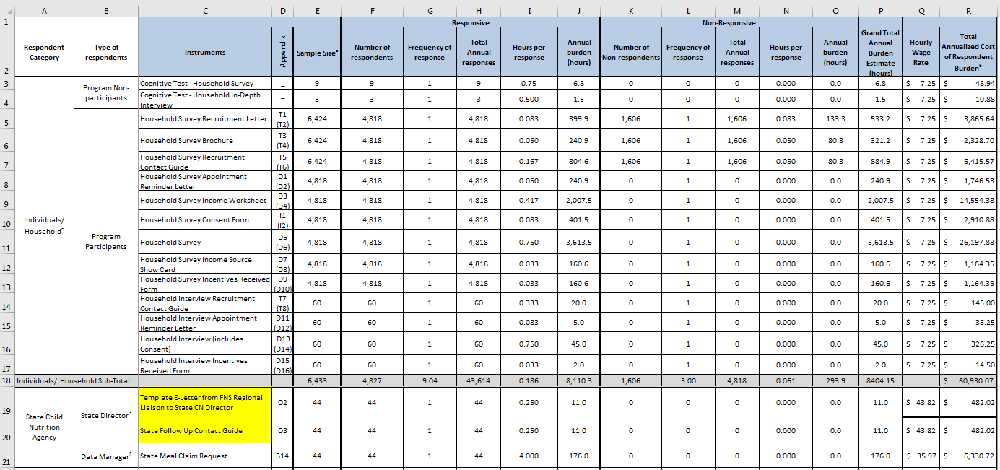 A B C D E F G H I J K L M N O P Q R
1 Responsive Non-Responsive
2 Respondent Category Type of respondents Instruments Appendix Sample Sizeᵃ Number of respondents Frequency of response Total Annual responses Hours per response Annual burden (hours) Number of Non-respondents Frequency of response Total Annual responses Hours per response Annual burden (hours) Grand Total Annual Burden Estimate (hours) Hourly Wage Rate Total Annualized Cost of Respondent Burdenᵇ
3 Individuals/ Householdᶜ Program Non-participants Cognitive Test - Household Survey – 9 9 1 9 0.75 6.8 0 0 0 0.000 0.0 6.8 $ 7.25 $ 48.94
4 Cognitive Test - Household In-Depth Interview – 3 3 1 3 0.500 1.5 0 0 0 0.000 0.0 1.5 $ 7.25 $ 10.88
5 Program Participants Household Survey Recruitment Letter T1 (T2) 6,424 4,818 1 4,818 0.083 399.9 1,606 1 1,606 0.083 133.3 533.2 $ 7.25 $ 3,865.64
6 Household Survey Brochure T3 (T4) 6,424 4,818 1 4,818 0.050 240.9 1,606 1 1,606 0.050 80.3 321.2 $ 7.25 $ 2,328.70
7 Household Survey Recruitment Contact Guide T5 (T6) 6,424 4,818 1 4,818 0.167 804.6 1,606 1 1,606 0.050 80.3 884.9 $ 7.25 $ 6,415.57
8 Household Survey Appointment Reminder Letter D1 (D2) 4,818 4,818 1 4,818 0.050 240.9 0 1 0 0.000 0.0 240.9 $ 7.25 $ 1,746.53
9 Household Survey Income Worksheet D3 (D4) 4,818 4,818 1 4,818 0.417 2,007.5 0 1 0 0.000 0.0 2,007.5 $ 7.25 $ 14,554.38
10 Household Survey Consent Form I1 (I2) 4,818 4,818 1 4,818 0.083 401.5 0 1 0 0.000 0.0 401.5 $ 7.25 $ 2,910.88
11 Household Survey D5 (D6) 4,818 4,818 1 4,818 0.750 3,613.5 0 1 0 0.000 0.0 3,613.5 $ 7.25 $ 26,197.88
12 Household Survey Income Source Show Card D7 (D8) 4,818 4,818 1 4,818 0.033 160.6 0 1 0 0.000 0.0 160.6 $ 7.25 $ 1,164.35
13 Household Survey Incentives Received Form D9 (D10) 4,818 4,818 1 4,818 0.033 160.6 0 1 0 0.000 0.0 160.6 $ 7.25 $ 1,164.35
14 Household Interview Recruitment Contact Guide T7 (T8) 60 60 1 60 0.333 20.0 0 1 0 0.000 0.0 20.0 $ 7.25 $ 145.00
15 Household Interview Appointment Reminder Letter D11 (D12) 60 60 1 60 0.083 5.0 0 1 0 0.000 0.0 5.0 $ 7.25 $ 36.25
16 Household Interview (includes Consent) D13 (D14) 60 60 1 60 0.750 45.0 0 1 0 0.000 0.0 45.0 $ 7.25 $ 326.25
17 Household Interview Incentives Received Form D15 (D16) 60 60 1 60 0.033 2.0 0 1 0 0.000 0.0 2.0 $ 7.25 $ 14.50
18 Individuals/ Household Sub-Total 6,433 4,827 9.04 43,614 0.186 8,110.3 1,606 3.00 4,818 0.061 293.9 8404.15 $ 60,930.07
19 State Child Nutrition Agency State Directorᵈ Template E-Letter from FNS Regional Liaison to State CN Director O2 44 44 1 44 0.250 11.0 0 0 0 0.000 0.0 11.0 $ 43.82 $ 482.02
20 State Follow Up Contact Guide O3 44 44 1 44 0.250 11.0 0 0 0 0.000 0.0 11.0 $ 43.82 $ 482.02
21 Data Managerᶠ State Meal Claim Request B14 44 44 1 44 4.000 176.0 0 0 0 0.000 0.0 176.0 $ 35.97 $ 6,330.72